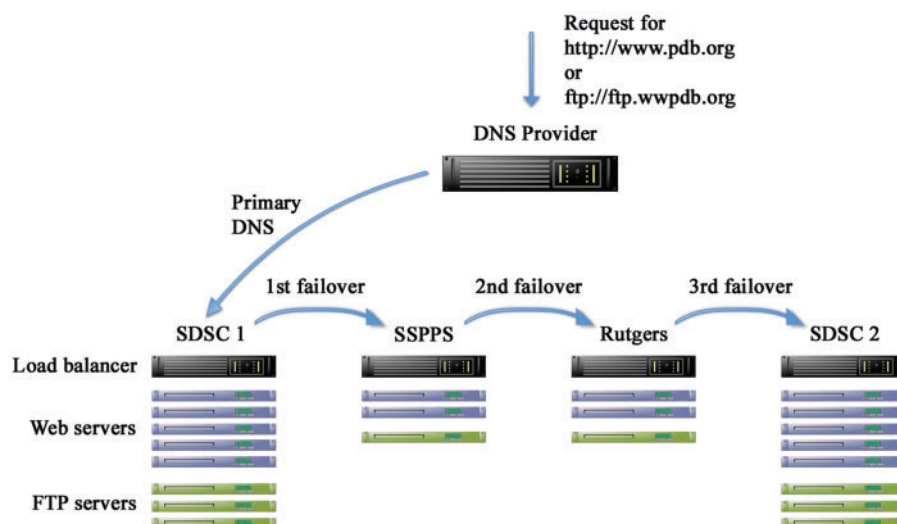 Request for
http://www.pdb.org
or
ftp://ftp.wwpdb.org
DNS Provider
Primary
DNS
1st failover
2nd failover
3rd failover
SDSC 1
SSPPS
Rutgers
SDSC 2
Load balancer
Web servers
FTP servers